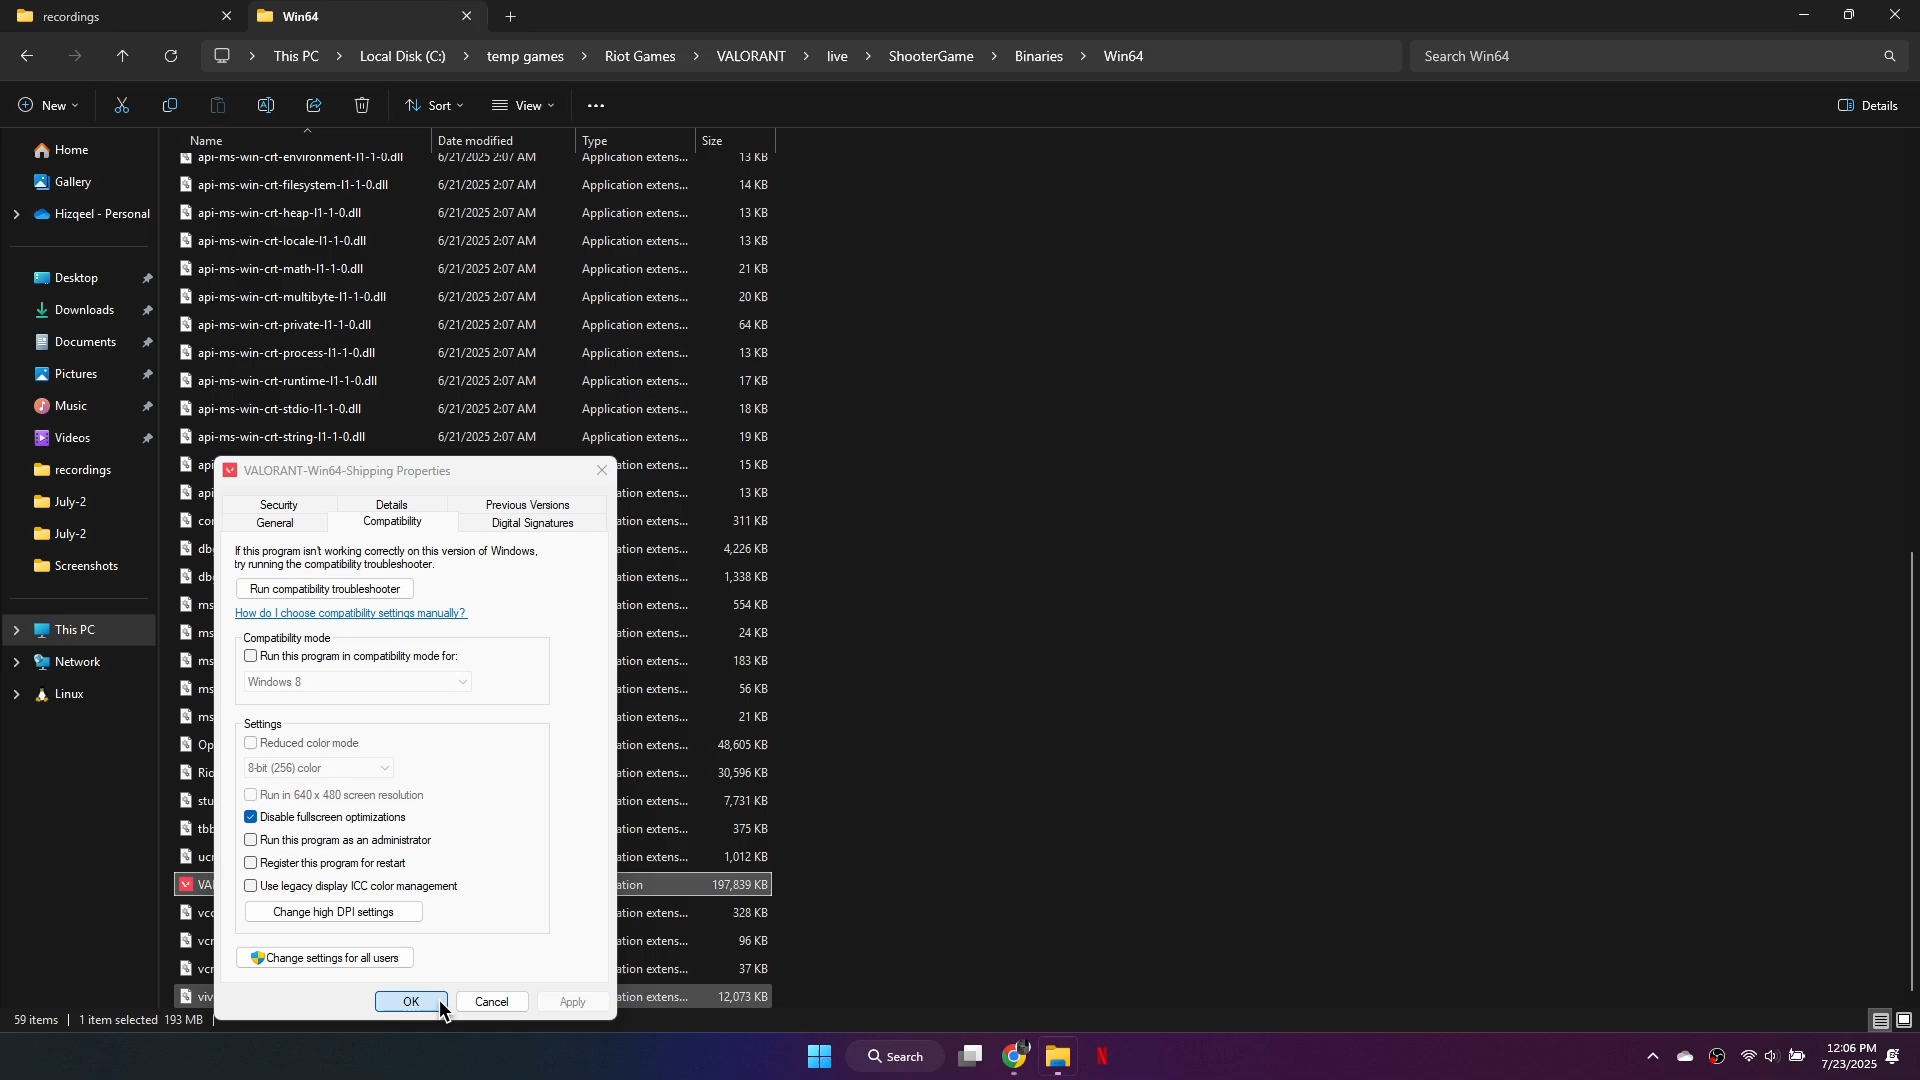 recordings
Win64
This PC > Local Disk (C:) > temp games > Riot Games > VALORANT > live > ShooterGame > Binaries > Win64
Search Win64
New
Sort
View
Details
Name Date modified Type Size
api-ms-win-crt-environment-l1-1-0.dll 6/21/2025 2:07 AM Application extens... 13 KB
api-ms-win-crt-filesystem-l1-1-0.dll 6/21/2025 2:07 AM Application extens... 14 KB
api-ms-win-crt-heap-l1-1-0.dll 6/21/2025 2:07 AM Application extens... 13 KB
api-ms-win-crt-locale-l1-1-0.dll 6/21/2025 2:07 AM Application extens... 13 KB
api-ms-win-crt-math-l1-1-0.dll 6/21/2025 2:07 AM Application extens... 21 KB
api-ms-win-crt-multibyte-l1-1-0.dll 6/21/2025 2:07 AM Application extens... 20 KB
api-ms-win-crt-private-l1-1-0.dll 6/21/2025 2:07 AM Application extens... 64 KB
api-ms-win-crt-process-l1-1-0.dll 6/21/2025 2:07 AM Application extens... 13 KB
api-ms-win-crt-runtime-l1-1-0.dll 6/21/2025 2:07 AM Application extens... 17 KB
api-ms-win-crt-stdio-l1-1-0.dll 6/21/2025 2:07 AM Application extens... 18 KB
api-ms-win-crt-string-l1-1-0.dll 6/21/2025 2:07 AM Application extens... 19 KB
api ation extens... 15 KB
api ation extens... 13 KB
cor ation extens... 311 KB
db ation extens... 4,226 KB
db ation extens... 1,338 KB
ms ation extens... 554 KB
ms ation extens... 24 KB
ms ation extens... 183 KB
ms ation extens... 56 KB
ms ation extens... 21 KB
Op ation extens... 48,605 KB
Rio ation extens... 30,596 KB
stu ation extens... 7,731 KB
tbb ation extens... 375 KB
ucr ation extens... 1,012 KB
VA ation 197,839 KB
vcc ation extens... 328 KB
vcr ation extens... 96 KB
vcr ation extens... 37 KB
viv ation extens... 12,073 KB
Home
Gallery
Hizqeel - Personal
Desktop
Downloads
Documents
Pictures
Music
Videos
recordings
July-2
July-2
Screenshots
This PC
Network
Linux
VALORANT-Win64-Shipping Properties
Security Details Previous Versions
General Compatibility Digital Signatures
If this program isn't working correctly on this version of Windows,
try running the compatibility troubleshooter.
Run compatibility troubleshooter
How do I choose compatibility settings manually?
Compatibility mode
Run this program in compatibility mode for:
Windows 8
Settings
Reduced color mode
8-bit (256) color
Run in 640 x 480 screen resolution
Disable fullscreen optimizations
Run this program as an administrator
Register this program for restart
Use legacy display ICC color management
Change high DPI settings
Change settings for all users
OK Cancel Apply
59 items 1 item selected 193 MB
Search
12:06 PM
7/23/2025